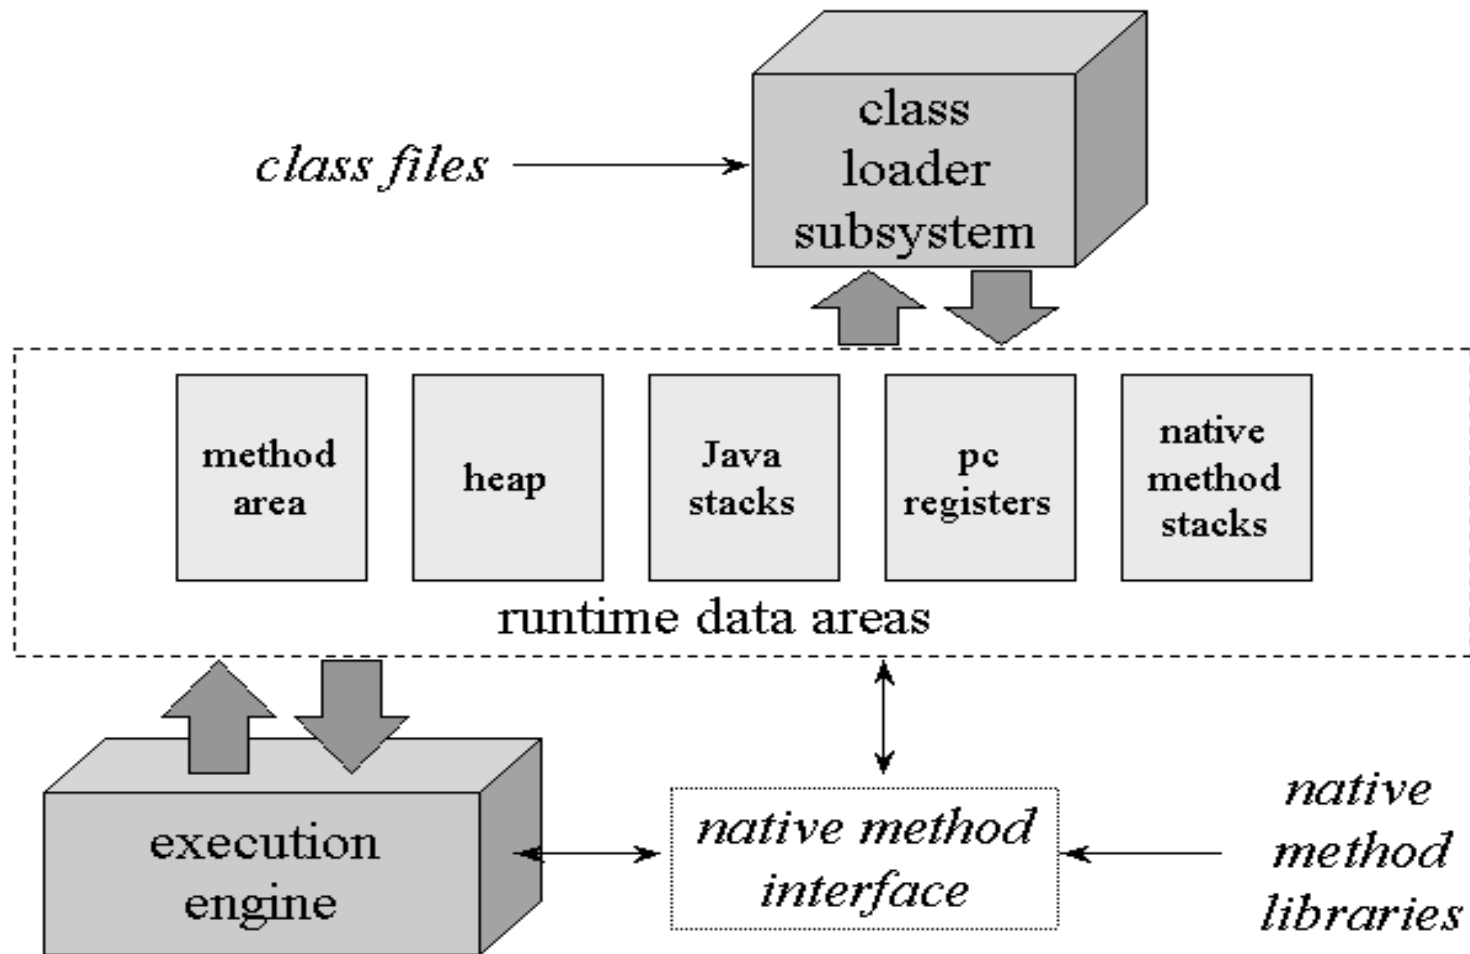 class
loader
subsystem
class files
method
area
heap
Java
stacks
pc
registers
native
method
stacks
runtime data areas
execution
engine
native method
interface
native
method
libraries